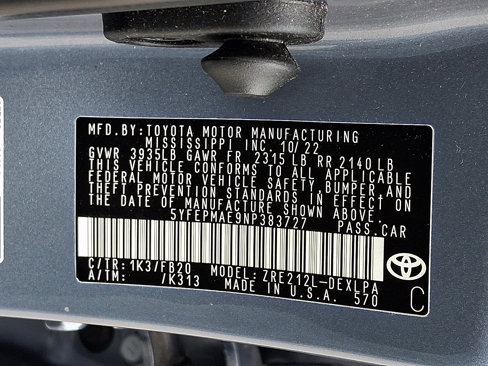 MFD.BY:TOYOTA MOTOR MANUFACTURING
MISSISSIPPI INC. 10/22
GVWR 3935LB GAWR FR 2315 LB RR 2140 LB
THIS VEHICLE CONFORMS TO ALL APPLICABLE
FEDERAL MOTOR VEHICLE SAFETY, BUMPER, AND
THEFT PREVENTION STANDARDS IN EFFECT ON
THE DATE OF MANUFACTURE SHOWN ABOVE.
5YFEPMAE9NP383727 PASS.CAR
C/TR: 1K3/FB20 MODEL: ZRE212L-DEXLPA
A/TM: /K313 MADE IN U.S.A. 570
C